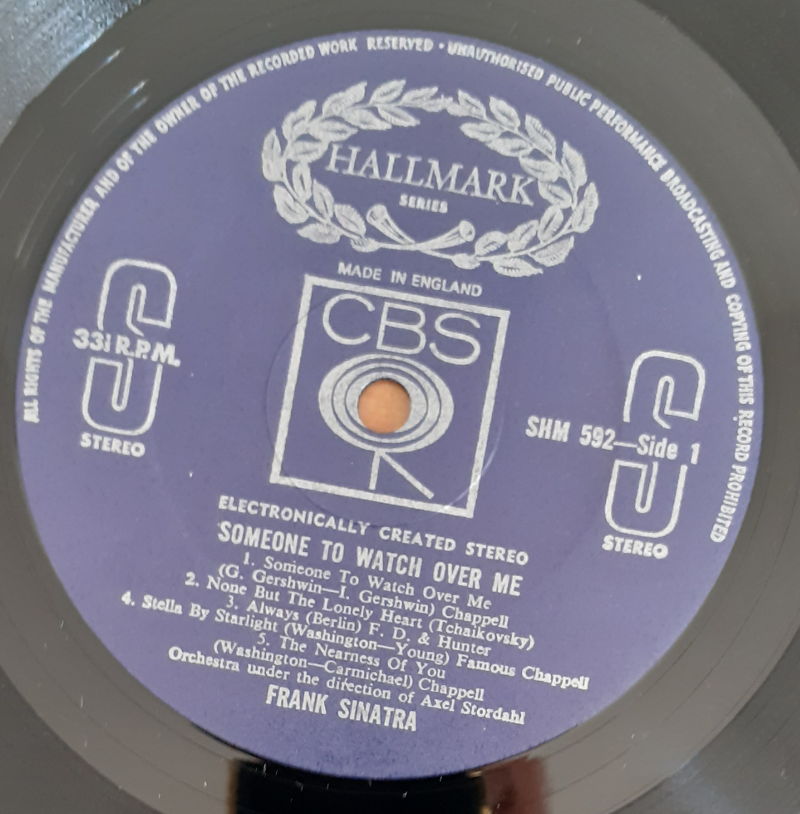 ALL RIGHTS OF THE MANUFACTURER AND OF THE OWNER OF THE RECORDED WORK RESERVED • UNAUTHORISED PUBLIC PERFORMANCE BROADCASTING AND COPYING OF THIS RECORD PROHIBITED
HALLMARK
SERIES
MADE IN ENGLAND
CBS
S
33⅓ R.P.M.
STEREO
S
SHM 592—Side 1
STEREO
ELECTRONICALLY CREATED STEREO
SOMEONE TO WATCH OVER ME
1. Someone To Watch Over Me
(G. Gershwin—I. Gershwin) Chappell
2. None But The Lonely Heart (Tchaikovsky)
3. Always (Berlin) F. D. & Hunter
4. Stella By Starlight (Washington—Young) Famous Chappell
5. The Nearness Of You
(Washington—Carmichael) Chappell
Orchestra under the direction of Axel Stordahl
FRANK SINATRA